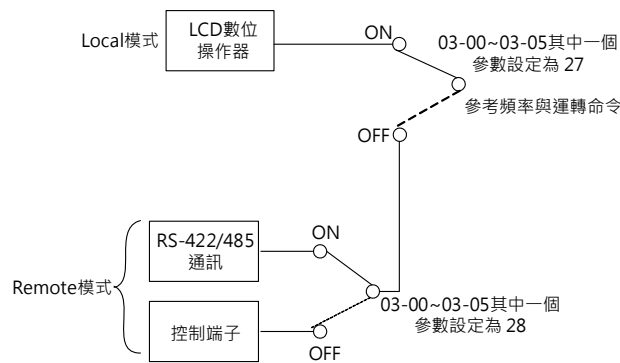 Local模式
LCD數位
操作器
ON
03-00~03-05其中一個
參數設定為 27
參考頻率與運轉命令
OFF
RS-422/485
通訊
ON
Remote模式
03-00~03-05其中一個
參數設定為 28
控制端子
OFF